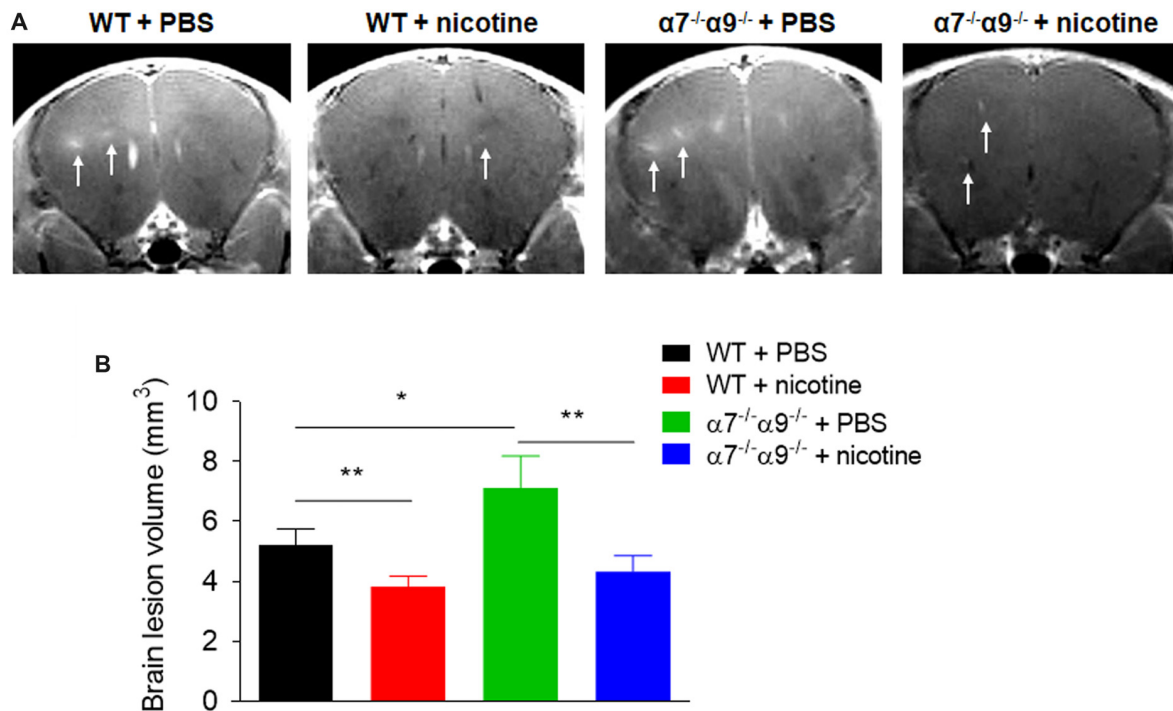 A
WT + PBS
WT + nicotine
α7⁻/⁻α9⁻/⁻ + PBS
α7⁻/⁻α9⁻/⁻ + nicotine
B
WT + PBS
WT + nicotine
α7⁻/⁻α9⁻/⁻ + PBS
α7⁻/⁻α9⁻/⁻ + nicotine
Brain lesion volume (mm³)
10
8
6
4
2
0
*
**
**